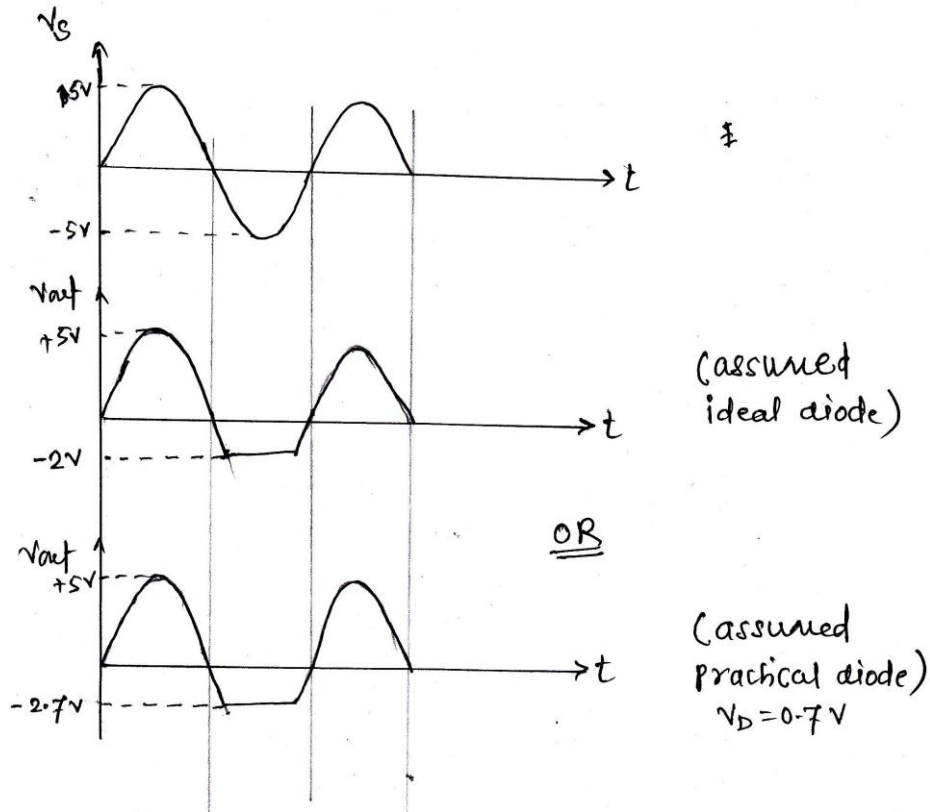 Vs
5V
-5V
t
Vout
+5V
-2V
t
(assumed
ideal diode)
OR
Vout
+5V
-2.7V
t
(assumed
practical diode)
VD = 0.7 V